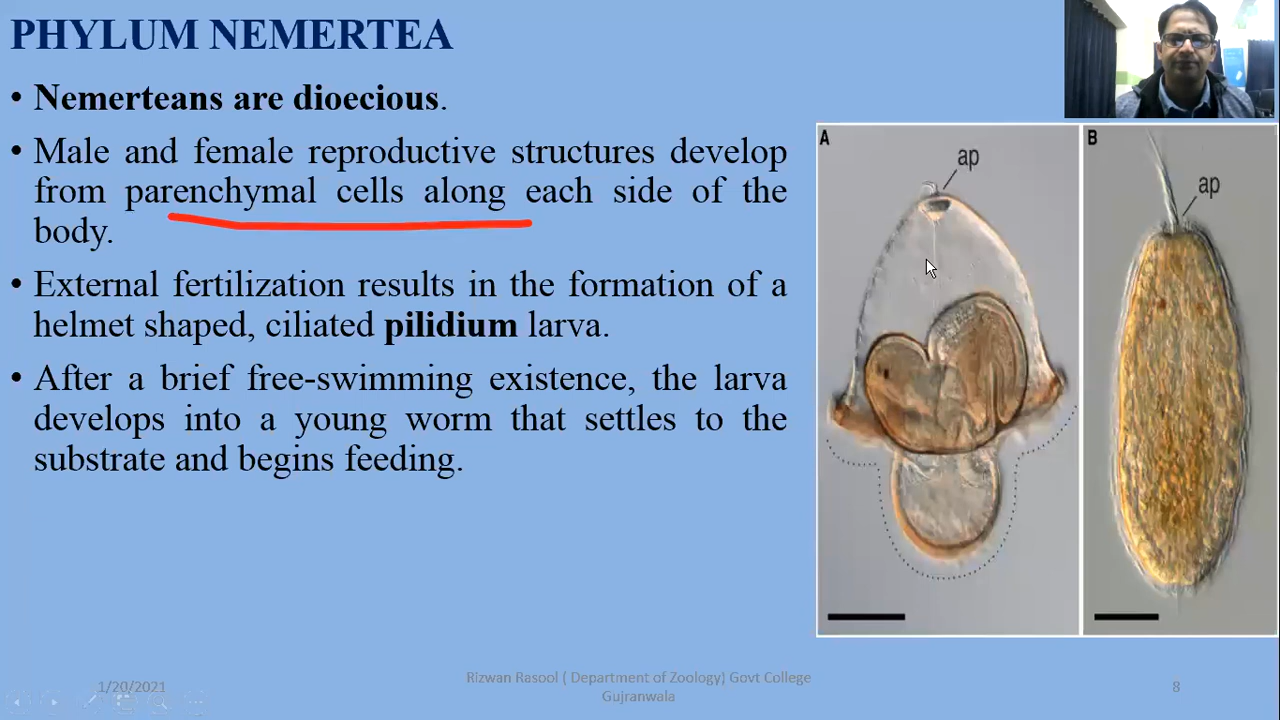 PHYLUM NEMERTEA
• Nemerteans are dioecious.
• Male and female reproductive structures develop
from parenchymal cells along each side of the
body.
• External fertilization results in the formation of a
helmet shaped, ciliated pilidium larva.
• After a brief free-swimming existence, the larva
develops into a young worm that settles to the
substrate and begins feeding.
A
ap
B
ap
1/20/2021
Rizwan Rasool ( Department of Zoology) Govt College
Gujranwala
8